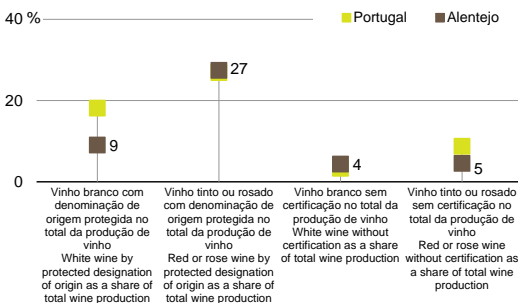 40 %
Portugal
Alentejo
27
20
9
4
5
0
Vinho branco com
denominação de
origem protegida no
total da produção de
vinho
White wine by
protected designation
of origin as a share of
total wine production
Vinho tinto ou rosado
com denominação de
origem protegida no
total da produção de
vinho
Red or rose wine by
protected designation
of origin as a share of
total wine production
Vinho branco sem
certificação no total da
produção de vinho
White wine without
certification as a share
of total wine production
Vinho tinto ou rosado
sem certificação no
total da produção de
vinho
Red or rose wine
without certification as
a share of total wine
production